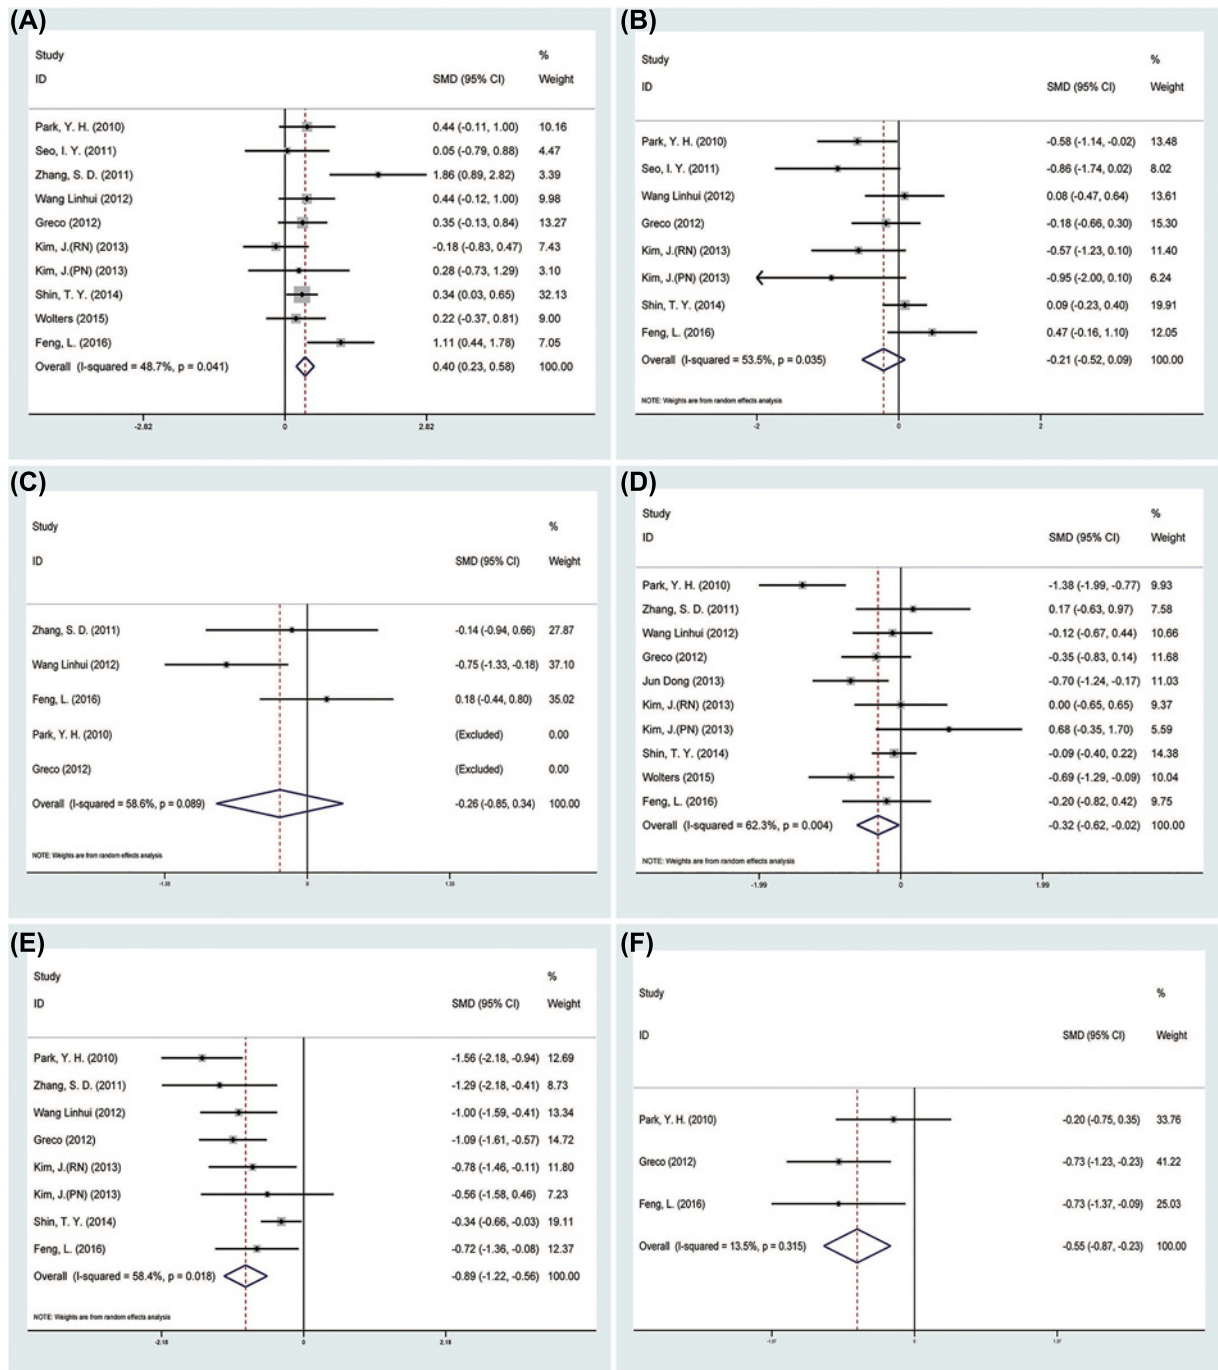 (A)
Study %
ID SMD (95% CI) Weight
Park, Y. H. (2010) 0.44 (-0.11, 1.00) 10.16
Seo, I. Y. (2011) 0.05 (-0.79, 0.88) 4.47
Zhang, S. D. (2011) 1.86 (0.89, 2.82) 3.39
Wang Linhui (2012) 0.44 (-0.12, 1.00) 9.98
Greco (2012) 0.35 (-0.13, 0.84) 13.27
Kim, J.(RN) (2013) -0.18 (-0.83, 0.47) 7.43
Kim, J.(PN) (2013) 0.28 (-0.73, 1.29) 3.10
Shin, T. Y. (2014) 0.34 (0.03, 0.65) 32.13
Wolters (2015) 0.22 (-0.37, 0.81) 9.00
Feng, L. (2016) 1.11 (0.44, 1.78) 7.05
Overall (I-squared = 48.7%, p = 0.041) 0.40 (0.23, 0.58) 100.00
-2.82 0 2.82
(B)
Study %
ID SMD (95% CI) Weight
Park, Y. H. (2010) -0.58 (-1.14, -0.02) 13.48
Seo, I. Y. (2011) -0.86 (-1.74, 0.02) 8.02
Wang Linhui (2012) 0.08 (-0.47, 0.64) 13.61
Greco (2012) -0.18 (-0.66, 0.30) 15.30
Kim, J.(RN) (2013) -0.57 (-1.23, 0.10) 11.40
Kim, J.(PN) (2013) -0.95 (-2.00, 0.10) 6.24
Shin, T. Y. (2014) 0.09 (-0.23, 0.40) 19.91
Feng, L. (2016) 0.47 (-0.16, 1.10) 12.05
Overall (I-squared = 53.5%, p = 0.035) -0.21 (-0.52, 0.09) 100.00
NOTE: Weights are from random effects analysis
-2 0 2
(C)
Study %
ID SMD (95% CI) Weight
Zhang, S. D. (2011) -0.14 (-0.94, 0.66) 27.87
Wang Linhui (2012) -0.75 (-1.33, -0.18) 37.10
Feng, L. (2016) 0.18 (-0.44, 0.80) 35.02
Park, Y. H. (2010) (Excluded) 0.00
Greco (2012) (Excluded) 0.00
Overall (I-squared = 58.6%, p = 0.089) -0.26 (-0.85, 0.34) 100.00
NOTE: Weights are from random effects analysis
-1.33 0 1.33
(D)
Study %
ID SMD (95% CI) Weight
Park, Y. H. (2010) -1.38 (-1.99, -0.77) 9.93
Zhang, S. D. (2011) 0.17 (-0.63, 0.97) 7.58
Wang Linhui (2012) -0.12 (-0.67, 0.44) 10.66
Greco (2012) -0.35 (-0.83, 0.14) 11.68
Jun Dong (2013) -0.70 (-1.24, -0.17) 11.03
Kim, J.(RN) (2013) 0.00 (-0.65, 0.65) 9.37
Kim, J.(PN) (2013) 0.68 (-0.35, 1.70) 5.59
Shin, T. Y. (2014) -0.09 (-0.40, 0.22) 14.38
Wolters (2015) -0.69 (-1.29, -0.09) 10.04
Feng, L. (2016) -0.20 (-0.82, 0.42) 9.75
Overall (I-squared = 62.3%, p = 0.004) -0.32 (-0.62, -0.02) 100.00
NOTE: Weights are from random effects analysis
-1.99 0 1.99
(E)
Study %
ID SMD (95% CI) Weight
Park, Y. H. (2010) -1.56 (-2.18, -0.94) 12.69
Zhang, S. D. (2011) -1.29 (-2.18, -0.41) 8.73
Wang Linhui (2012) -1.00 (-1.59, -0.41) 13.34
Greco (2012) -1.09 (-1.61, -0.57) 14.72
Kim, J.(RN) (2013) -0.78 (-1.46, -0.11) 11.80
Kim, J.(PN) (2013) -0.56 (-1.58, 0.46) 7.23
Shin, T. Y. (2014) -0.34 (-0.66, -0.03) 19.11
Feng, L. (2016) -0.72 (-1.36, -0.08) 12.37
Overall (I-squared = 58.4%, p = 0.018) -0.89 (-1.22, -0.56) 100.00
NOTE: Weights are from random effects analysis
-2.18 0 2.18
(F)
Study %
ID SMD (95% CI) Weight
Park, Y. H. (2010) -0.20 (-0.75, 0.35) 33.76
Greco (2012) -0.73 (-1.23, -0.23) 41.22
Feng, L. (2016) -0.73 (-1.37, -0.09) 25.03
Overall (I-squared = 13.5%, p = 0.315) -0.55 (-0.87, -0.23) 100.00
-1.37 0 1.37